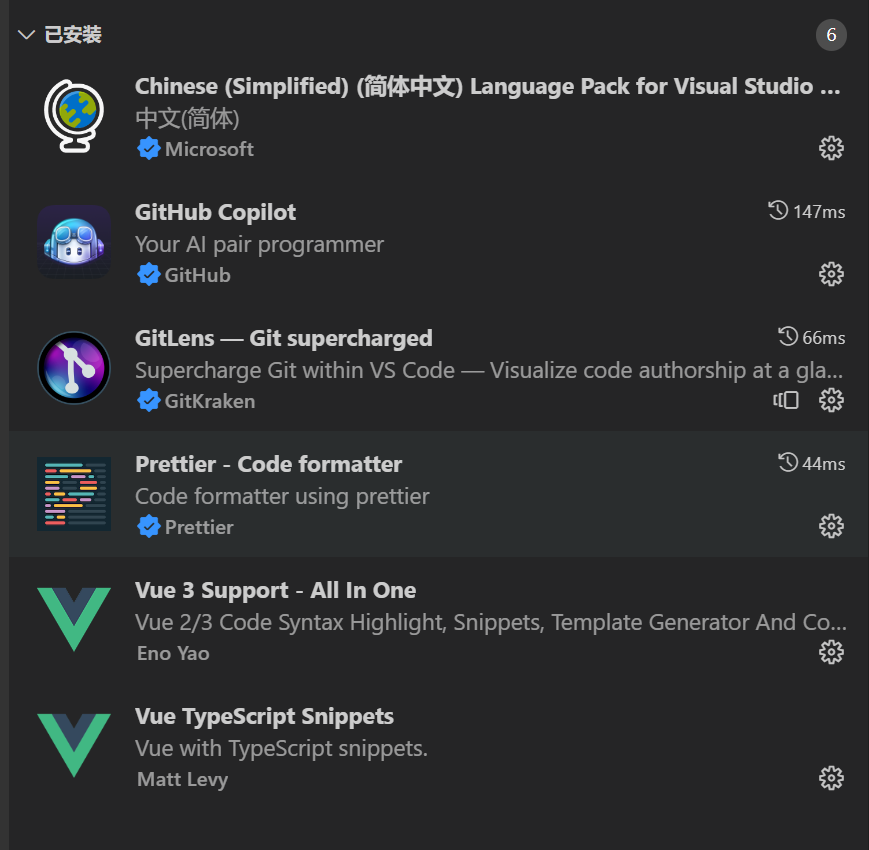 已安装
6
Chinese (Simplified) (简体中文) Language Pack for Visual Studio ...
中文(简体)
Microsoft
GitHub Copilot
147ms
Your AI pair programmer
GitHub
GitLens — Git supercharged
66ms
Supercharge Git within VS Code — Visualize code authorship at a gla...
GitKraken
Prettier - Code formatter
44ms
Code formatter using prettier
Prettier
Vue 3 Support - All In One
Vue 2/3 Code Syntax Highlight, Snippets, Template Generator And Co...
Eno Yao
Vue TypeScript Snippets
Vue with TypeScript snippets.
Matt Levy